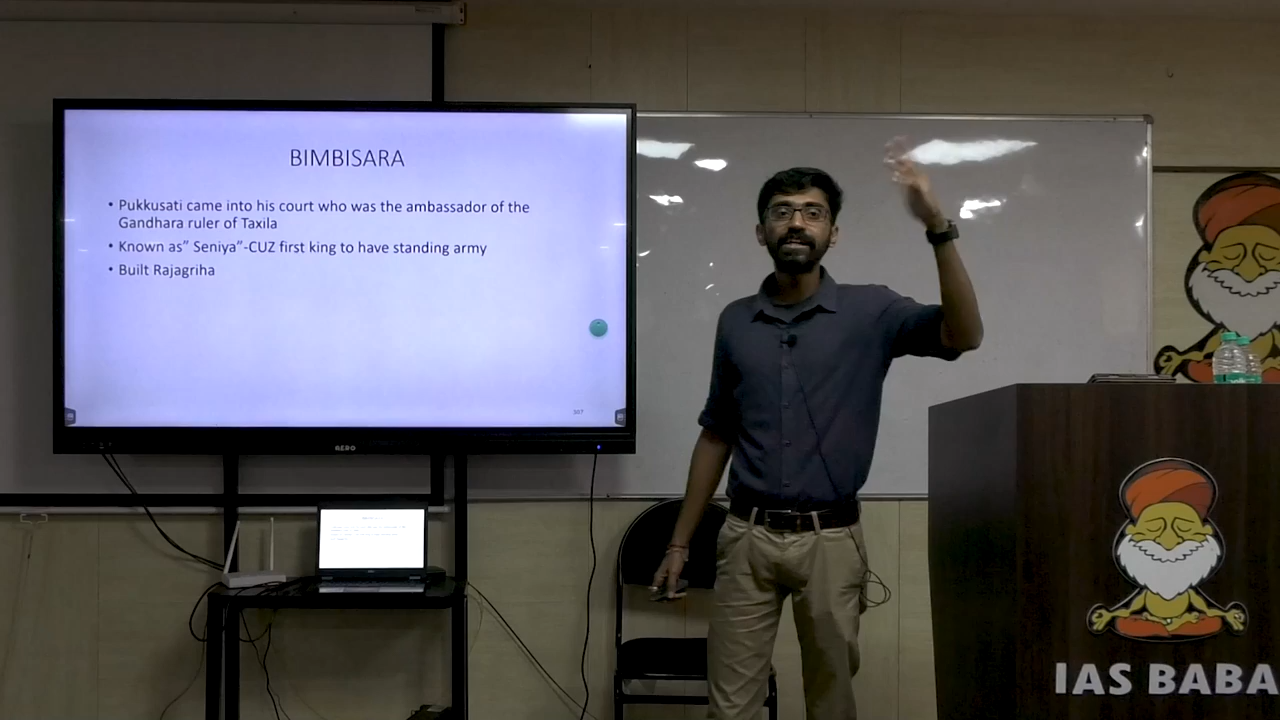 BIMBISARA
• Pukkusati came into his court who was the ambassador of the
Gandhara ruler of Taxila
• Known as” Seniya”-CUZ first king to have standing army
• Built Rajagriha
AERO
IAS BABA